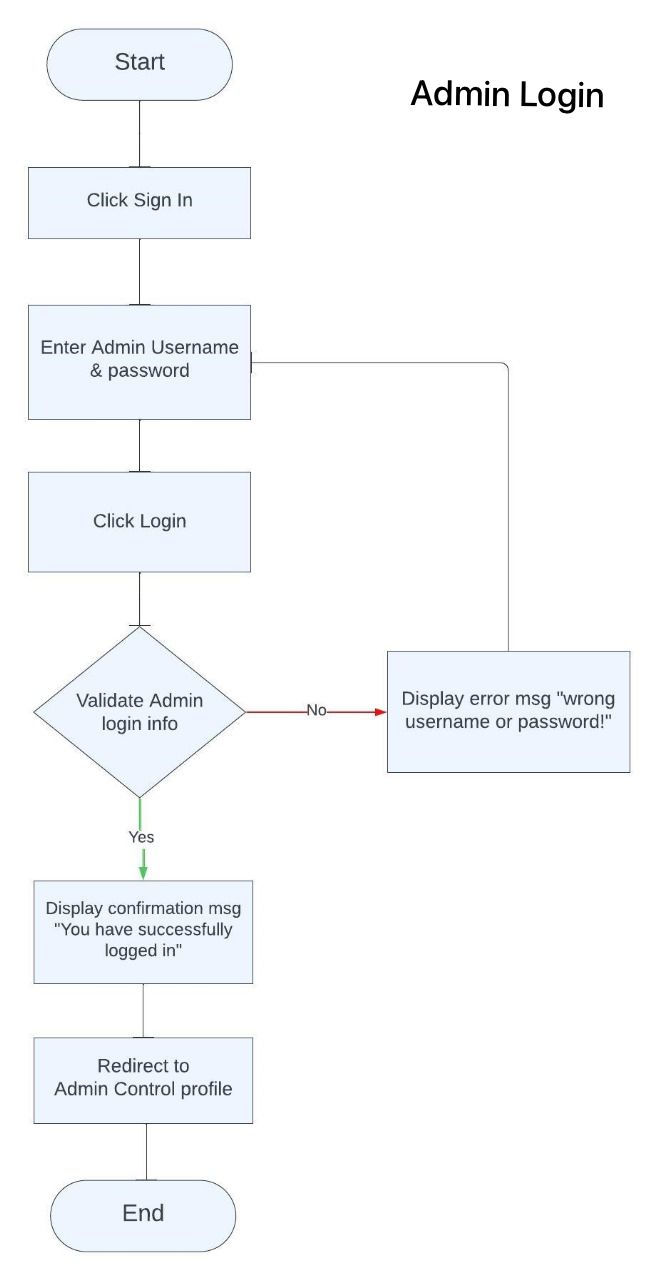 Start
Admin Login
Click Sign In
Enter Admin Username
& password
Click Login
Validate Admin
login info
No
Display error msg "wrong
username or password!"
Yes
Display confirmation msg
"You have successfully
logged in"
Redirect to
Admin Control profile
End